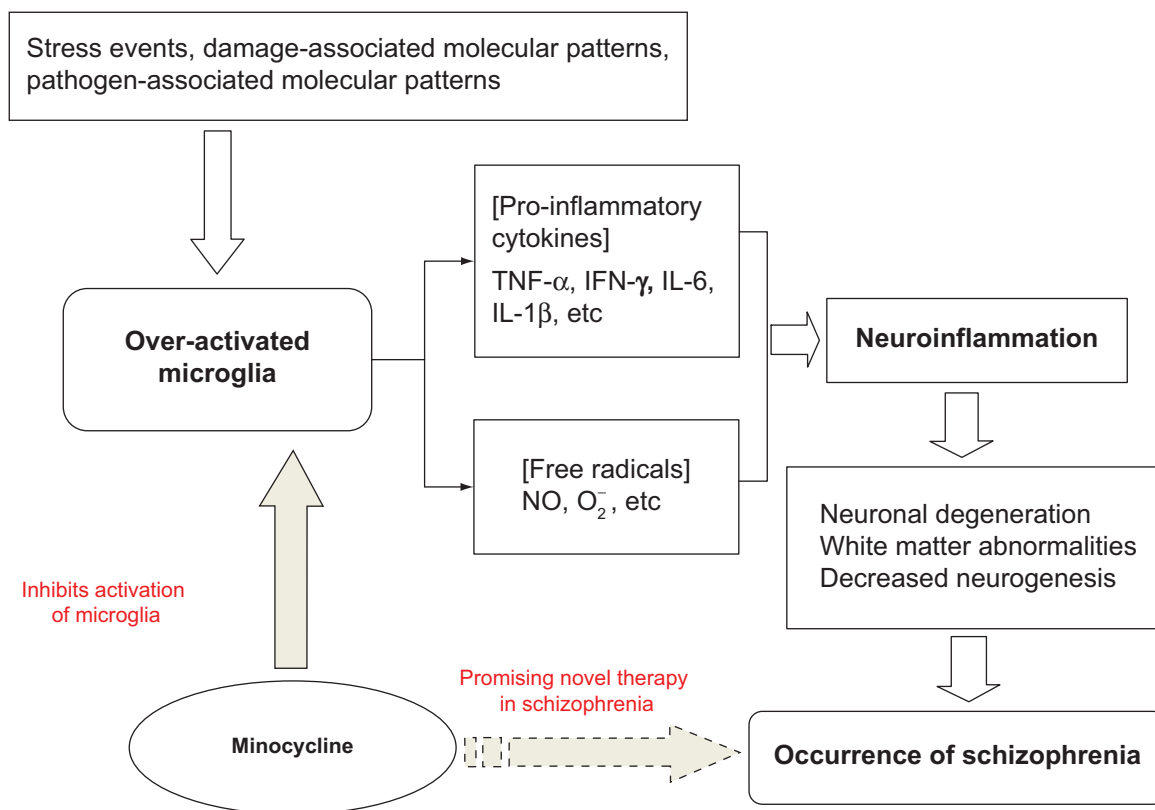 Stress events, damage-associated molecular patterns,
pathogen-associated molecular patterns
[Pro-inflammatory
cytokines]
TNF-α, IFN-γ, IL-6,
IL-1β, etc
Over-activated
microglia
Neuroinflammation
[Free radicals]
NO, O₂⁻, etc
Neuronal degeneration
White matter abnormalities
Decreased neurogenesis
Inhibits activation
of microglia
Promising novel therapy
in schizophrenia
Minocycline
Occurrence of schizophrenia